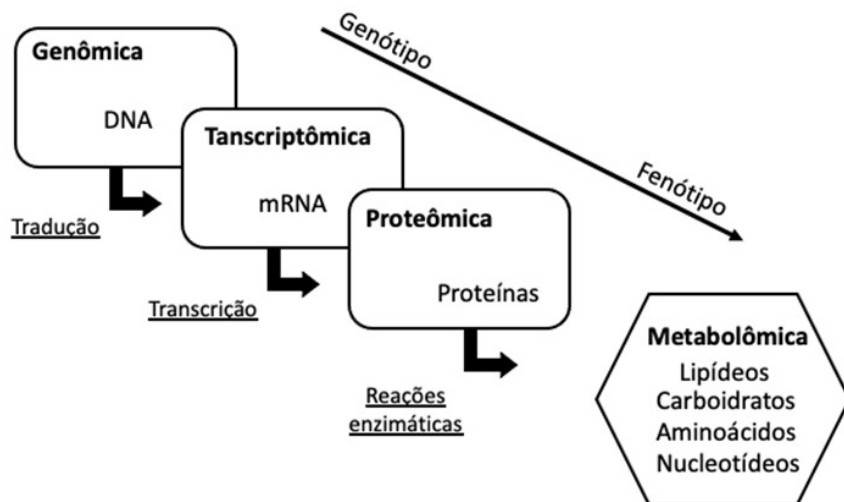 Genômica
DNA
Tradução
Tanscriptômica
mRNA
Transcrição
Proteômica
Proteínas
Reações
enzimáticas
Genótipo
Fenótipo
Metabolômica
Lipídeos
Carboidratos
Aminoácidos
Nucleotídeos